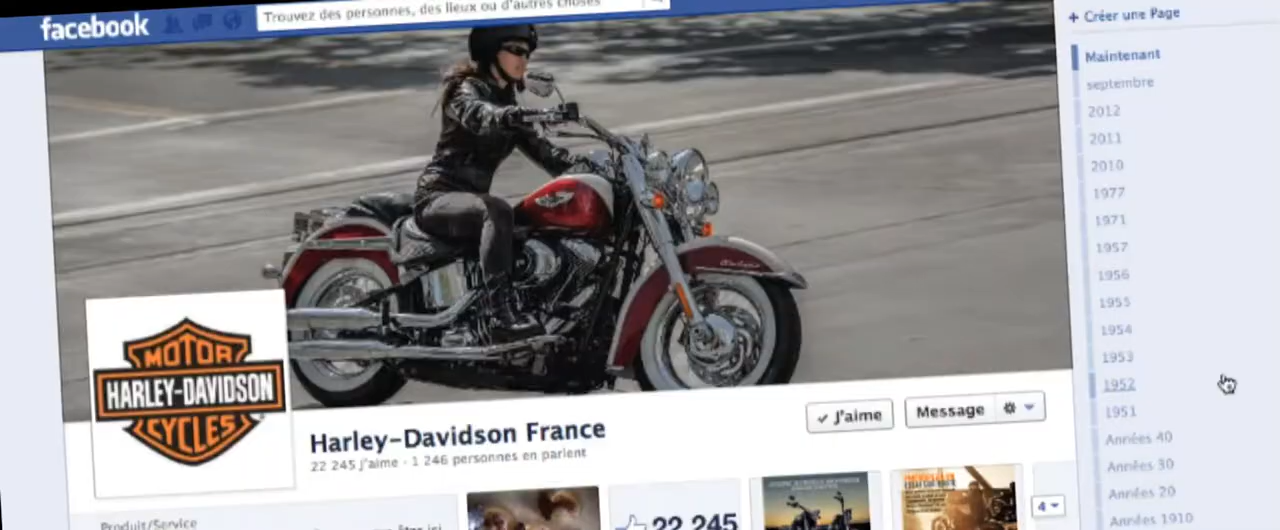 facebook
Trouvez des personnes, des lieux ou d'autres choses
+ Créer une Page
Maintenant
septembre
2012
2011
2010
1977
1971
1957
1956
1955
1954
1953
1952
1951
Années 40
Années 30
Années 20
Années 1910
MOTOR
HARLEY-DAVIDSON
CYCLES
Harley-Davidson France
22 245 j'aime · 1 246 personnes en parlent
✓ J'aime
Message
Produit/Service
22 245
4